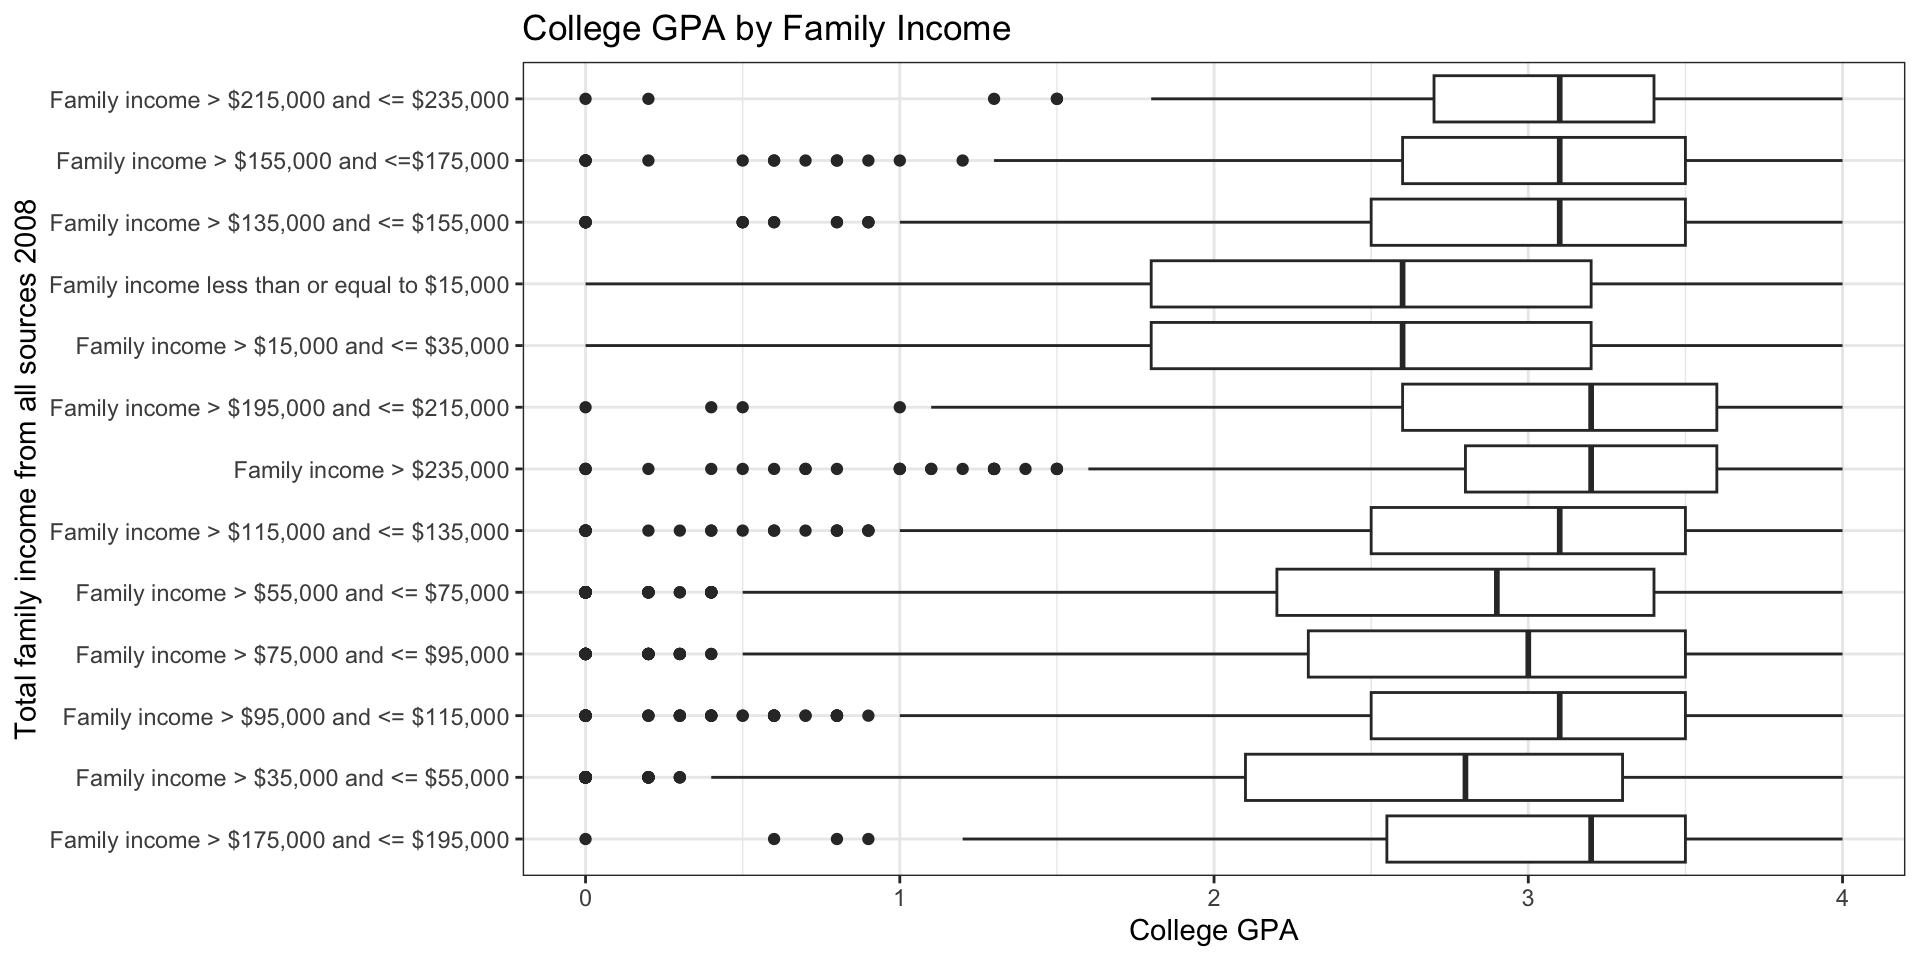 College GPA by Family Income
Total family income from all sources 2008
Family income > $215,000 and <= $235,000
Family income > $155,000 and <=$175,000
Family income > $135,000 and <= $155,000
Family income less than or equal to $15,000
Family income > $15,000 and <= $35,000
Family income > $195,000 and <= $215,000
Family income > $235,000
Family income > $115,000 and <= $135,000
Family income > $55,000 and <= $75,000
Family income > $75,000 and <= $95,000
Family income > $95,000 and <= $115,000
Family income > $35,000 and <= $55,000
Family income > $175,000 and <= $195,000
0 1 2 3 4
College GPA